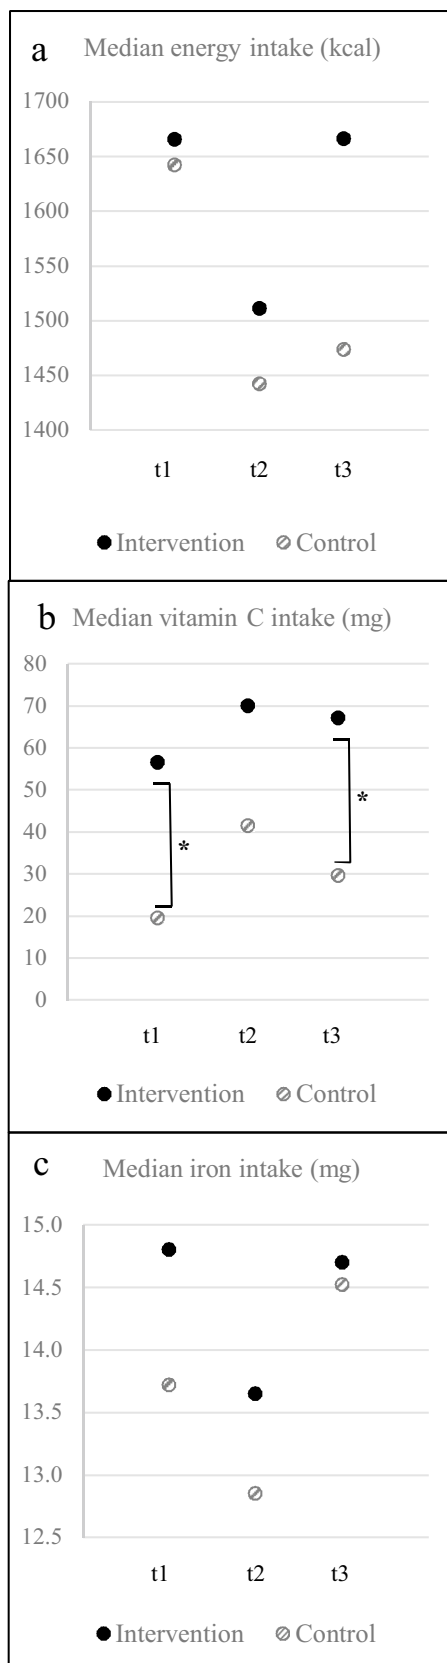 a Median energy intake (kcal)
1700
1650
1600
1550
1500
1450
1400
t1 t2 t3
Intervention Control
b Median vitamin C intake (mg)
80
70
60
50
40
30
20
10
0
*
*
t1 t2 t3
Intervention Control
c Median iron intake (mg)
15.0
14.5
14.0
13.5
13.0
12.5
t1 t2 t3
Intervention Control